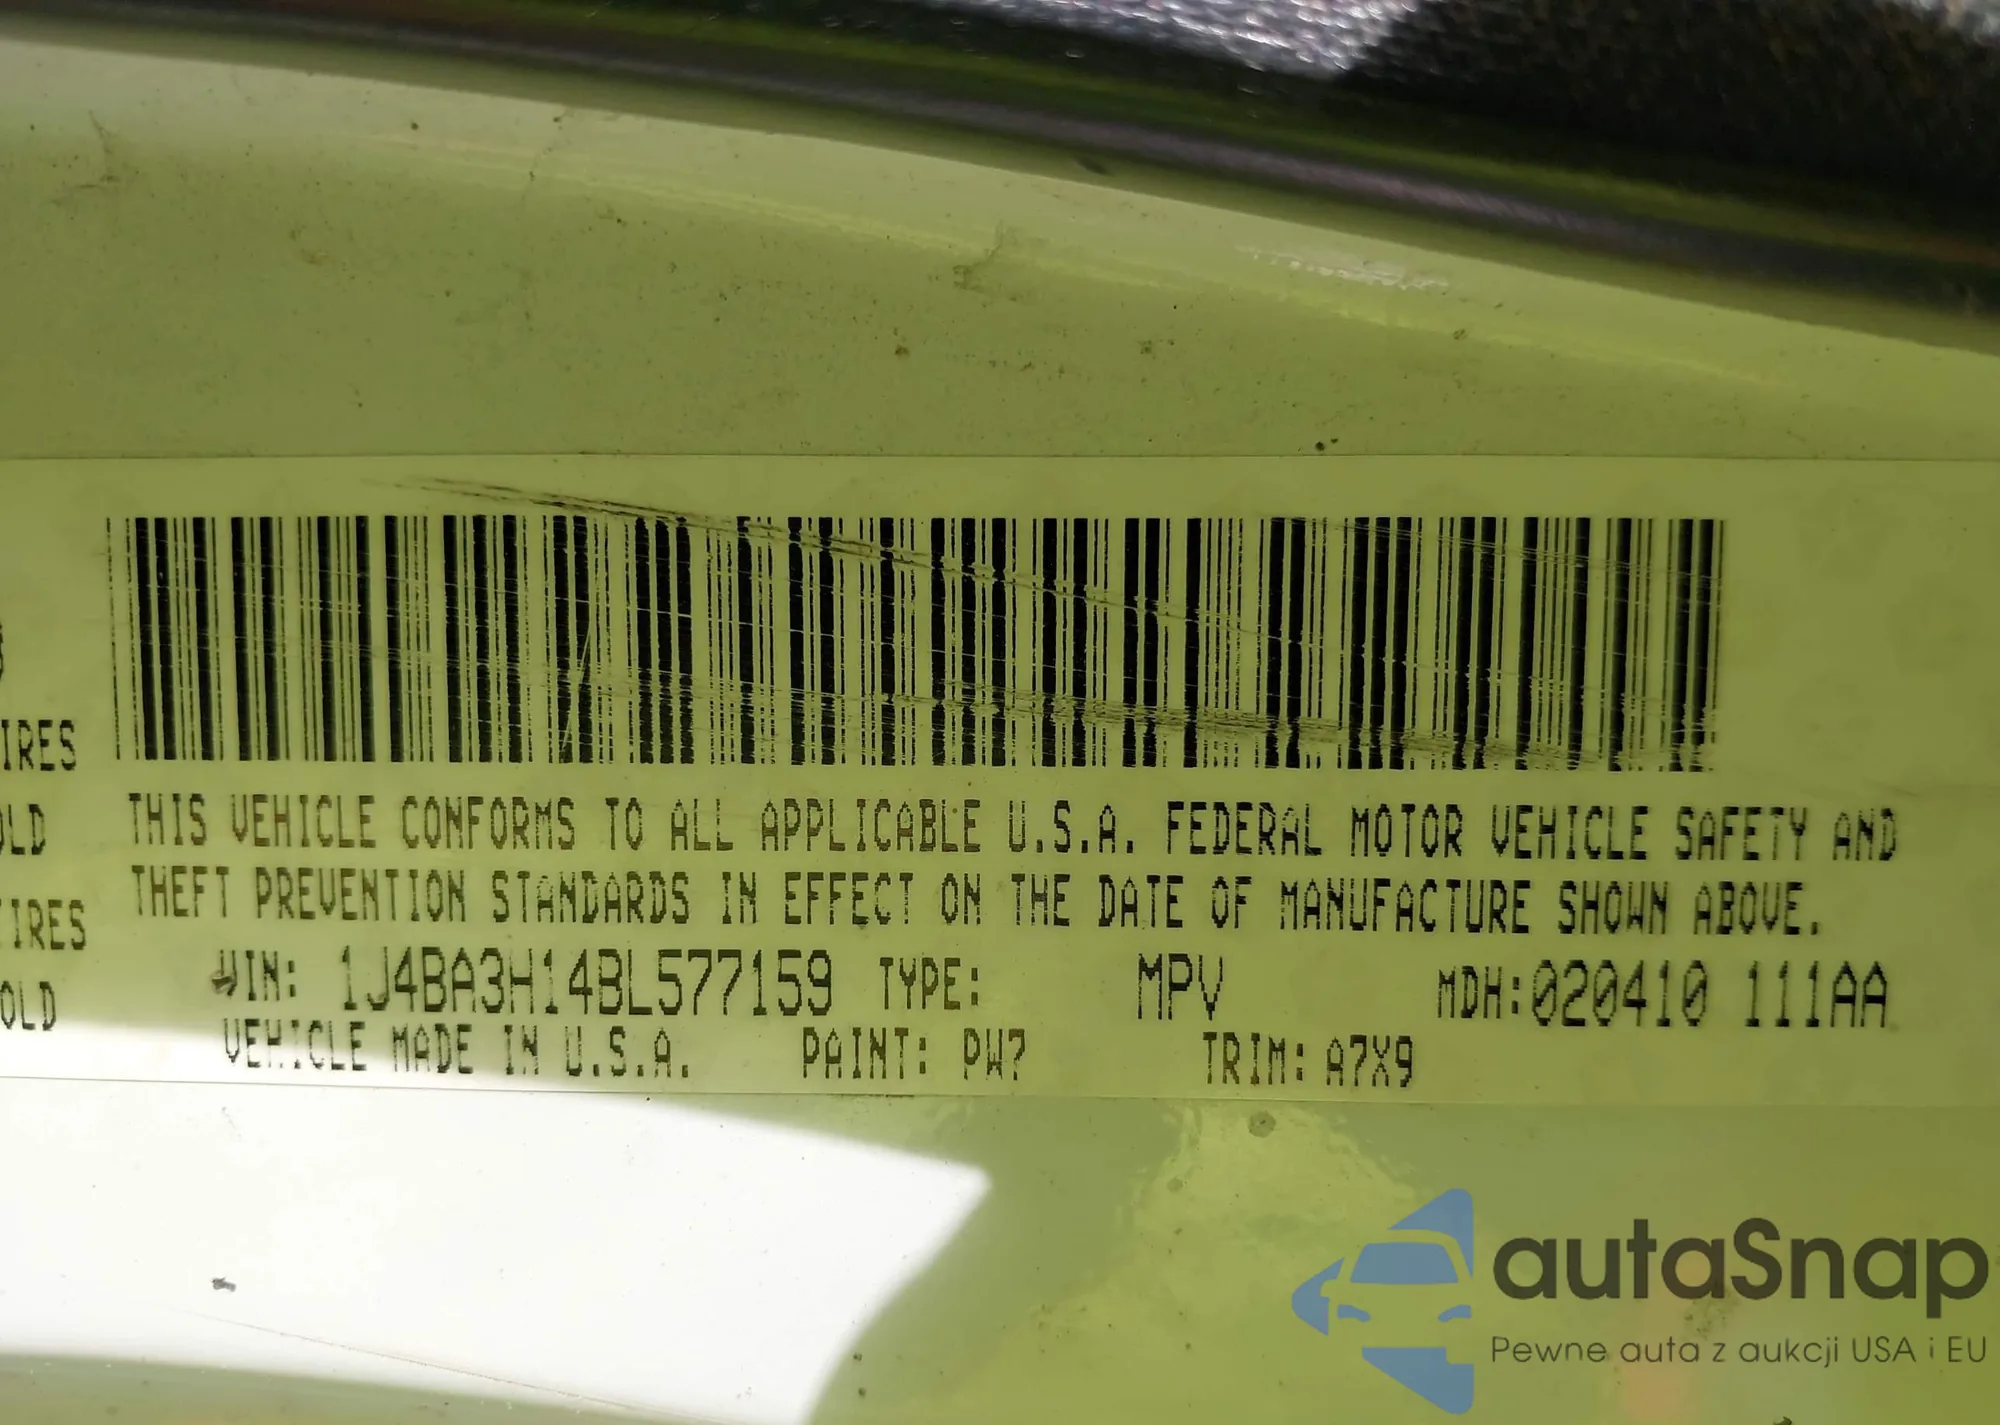 IRES
OLD
TIRES
OLD
THIS VEHICLE CONFORMS TO ALL APPLICABLE U.S.A. FEDERAL MOTOR VEHICLE SAFETY AND
THEFT PREVENTION STANDARDS IN EFFECT ON THE DATE OF MANUFACTURE SHOWN ABOVE.
VIN: 1J4BA3H14BL577159 TYPE: MPV MDH:020410 111AA
VEHICLE MADE IN U.S.A. PAINT: PW7 TRIM: A7X9
autaSnap
Pewne auta z aukcji USA i EU